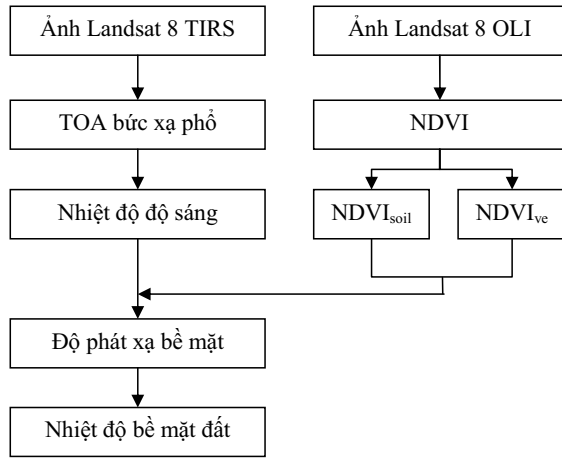 Ảnh Landsat 8 TIRS
Ảnh Landsat 8 OLI
TOA bức xạ phổ
NDVI
Nhiệt độ độ sáng
NDVIsoil
NDVIve
Độ phát xạ bề mặt
Nhiệt độ bề mặt đất